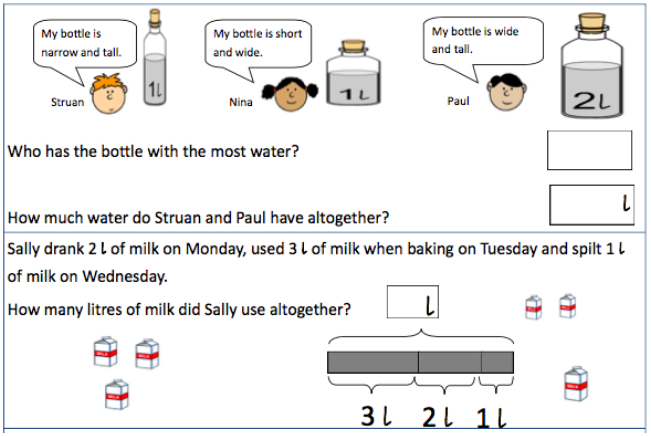 My bottle is
narrow and tall.
My bottle is short
and wide.
My bottle is wide
and tall.
Struan
1L
Nina
1L
Paul
2L
Who has the bottle with the most water?
l
How much water do Struan and Paul have altogether?
Sally drank 2 l of milk on Monday, used 3 l of milk when baking on Tuesday and spilt 1 l
of milk on Wednesday.
How many litres of milk did Sally use altogether?
l
3 l 2 l 1 l